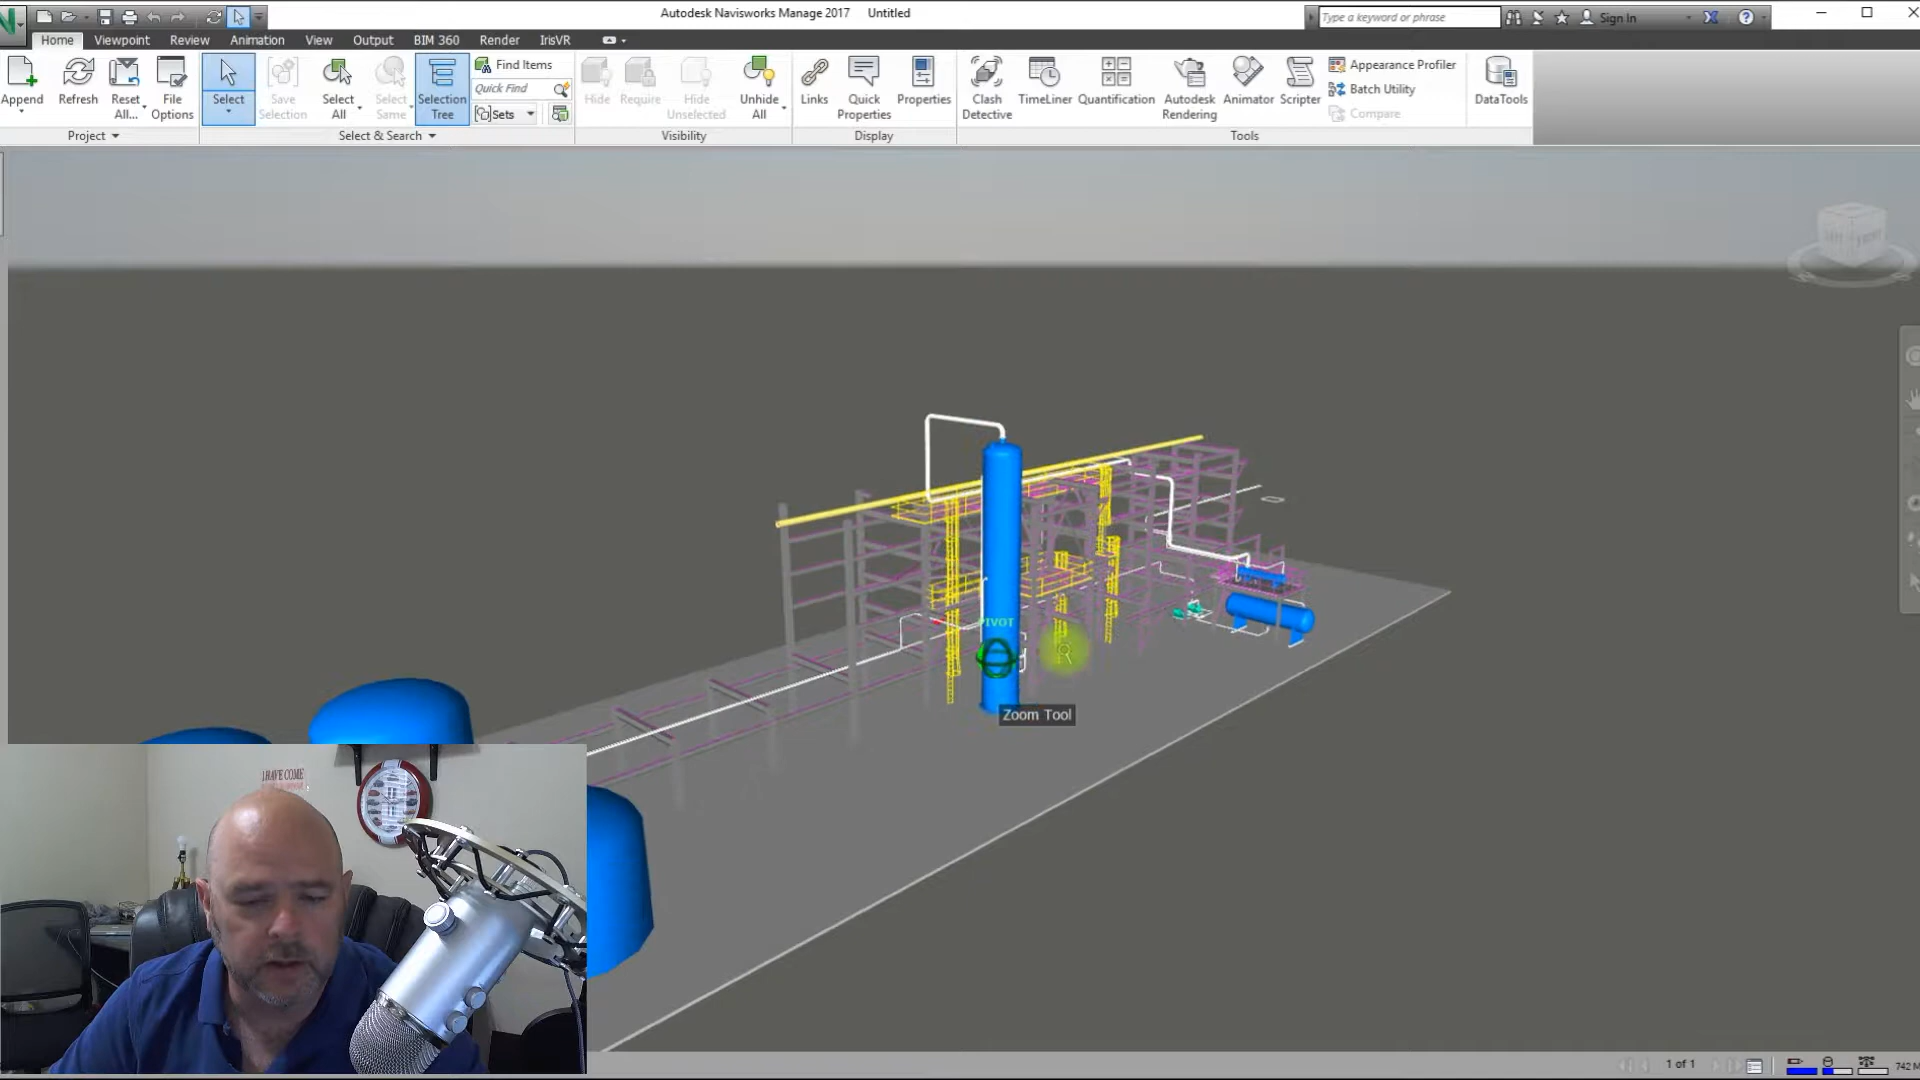 Autodesk Navisworks Manage 2017 Untitled
Type a keyword or phrase
Sign In
Home Viewpoint Review Animation View Output BIM 360 Render IrisVR
Append
Refresh
Reset
All...
File
Options
Project
Select
Save
Selection
Select
All
Select
Same
Selection
Tree
Find Items
Quick Find
Sets
Select & Search
Hide
Require
Hide
Unselected
Unhide
All
Visibility
Links
Quick
Properties
Properties
Display
Clash
Detective
TimeLiner
Quantification
Autodesk
Rendering
Animator
Scripter
Appearance Profiler
Batch Utility
Compare
Tools
DataTools
PIVOT
Zoom Tool
I HAVE COME
1 of 1
742 M